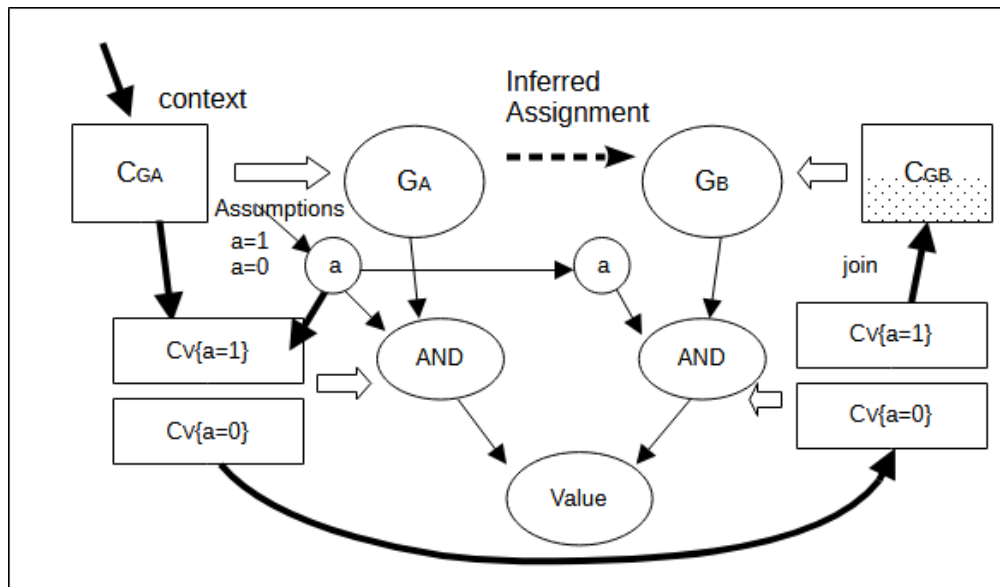 context
Inferred
Assignment
CGA
GA
GB
CGB
Assumptions
a=1
a=0
a
a
join
CV{a=1}
AND
AND
CV{a=1}
CV{a=0}
CV{a=0}
Value